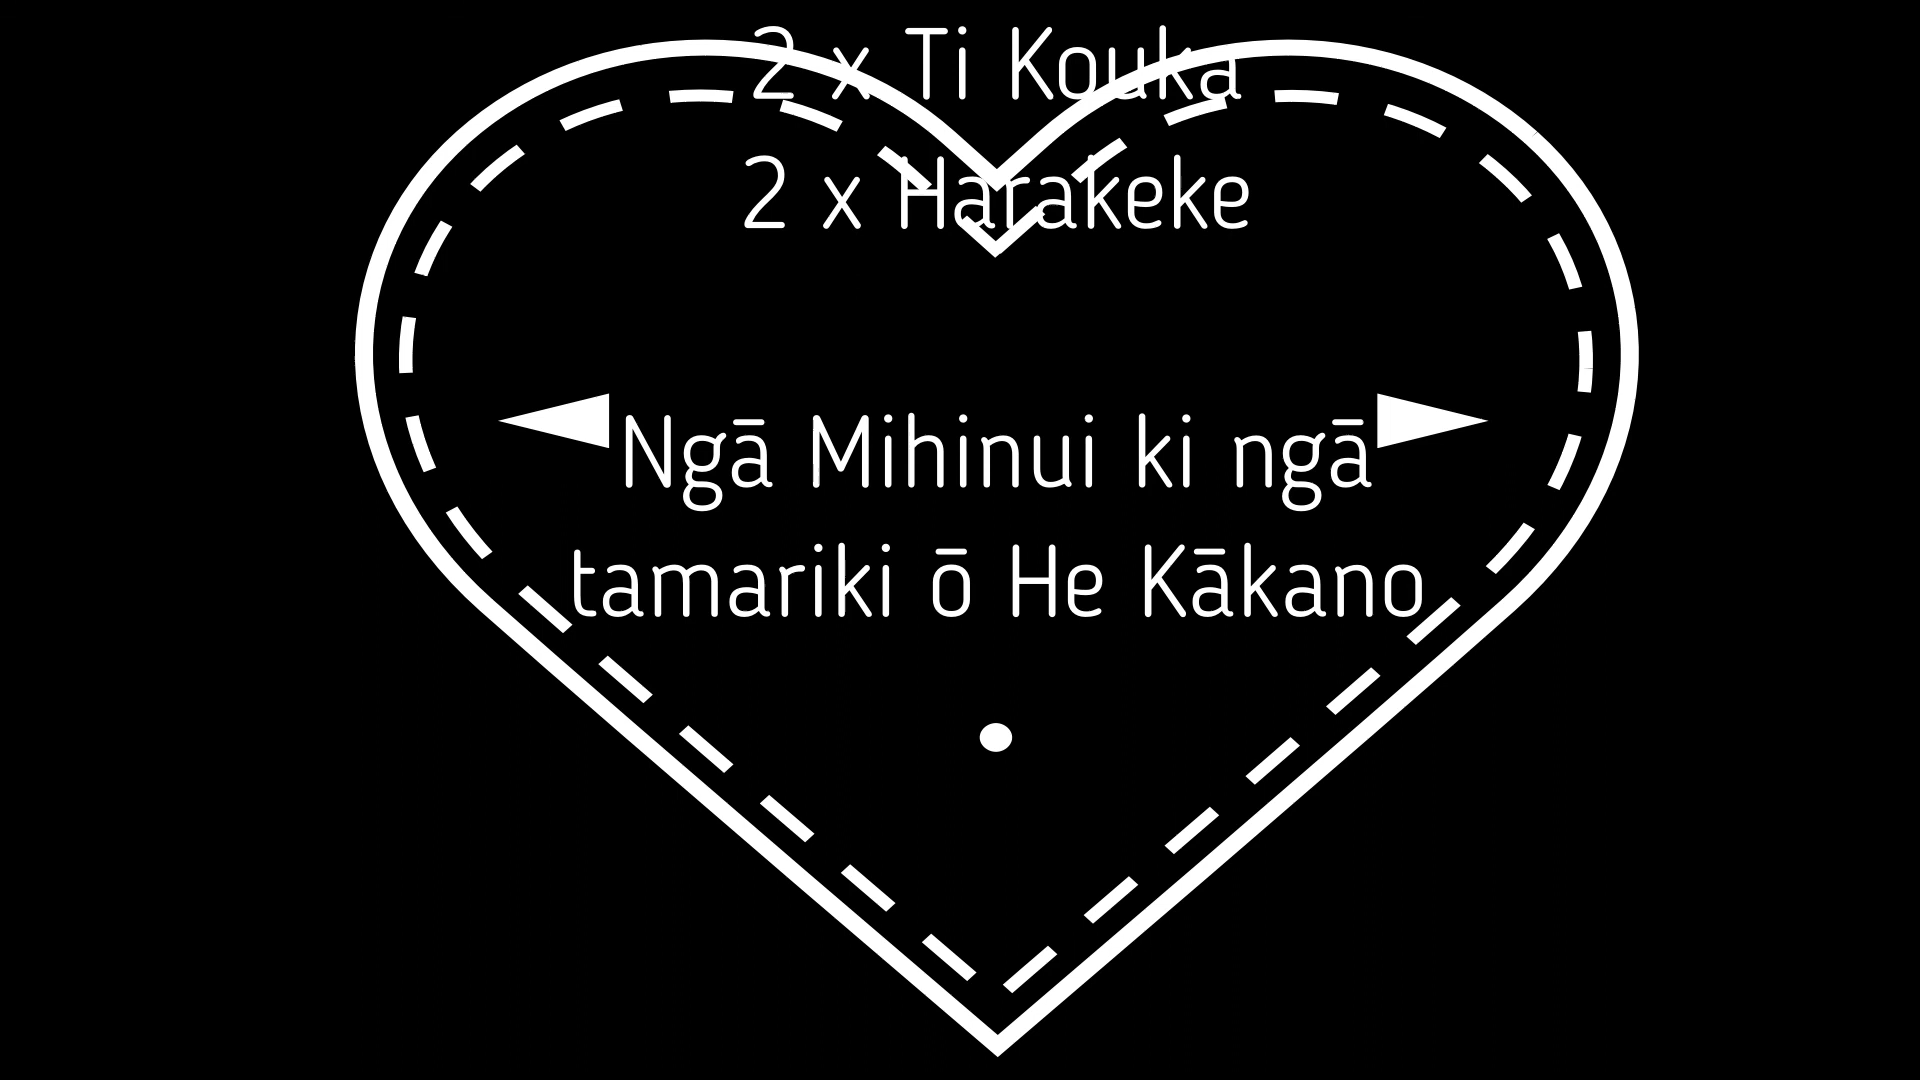 2 x Ti Kouka
2 x Harakeke
Ngā Mihinui ki ngā
tamariki ō He Kākano